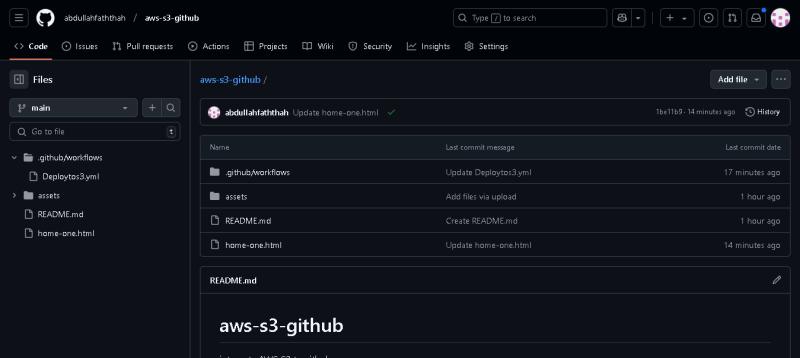 abdullahfaththah / aws-s3-github
Type / to search
Code Issues Pull requests Actions Projects Wiki Security Insights Settings
Files
main
Go to file t
.github/workflows
Deploytos3.yml
assets
README.md
home-one.html
aws-s3-github /
Add file
abdullahfaththah Update home-one.html
1be11b9 · 14 minutes ago History
Name Last commit message Last commit date
.github/workflows Update Deploytos3.yml 17 minutes ago
assets Add files via upload 1 hour ago
README.md Create README.md 1 hour ago
home-one.html Update home-one.html 14 minutes ago
README.md
aws-s3-github